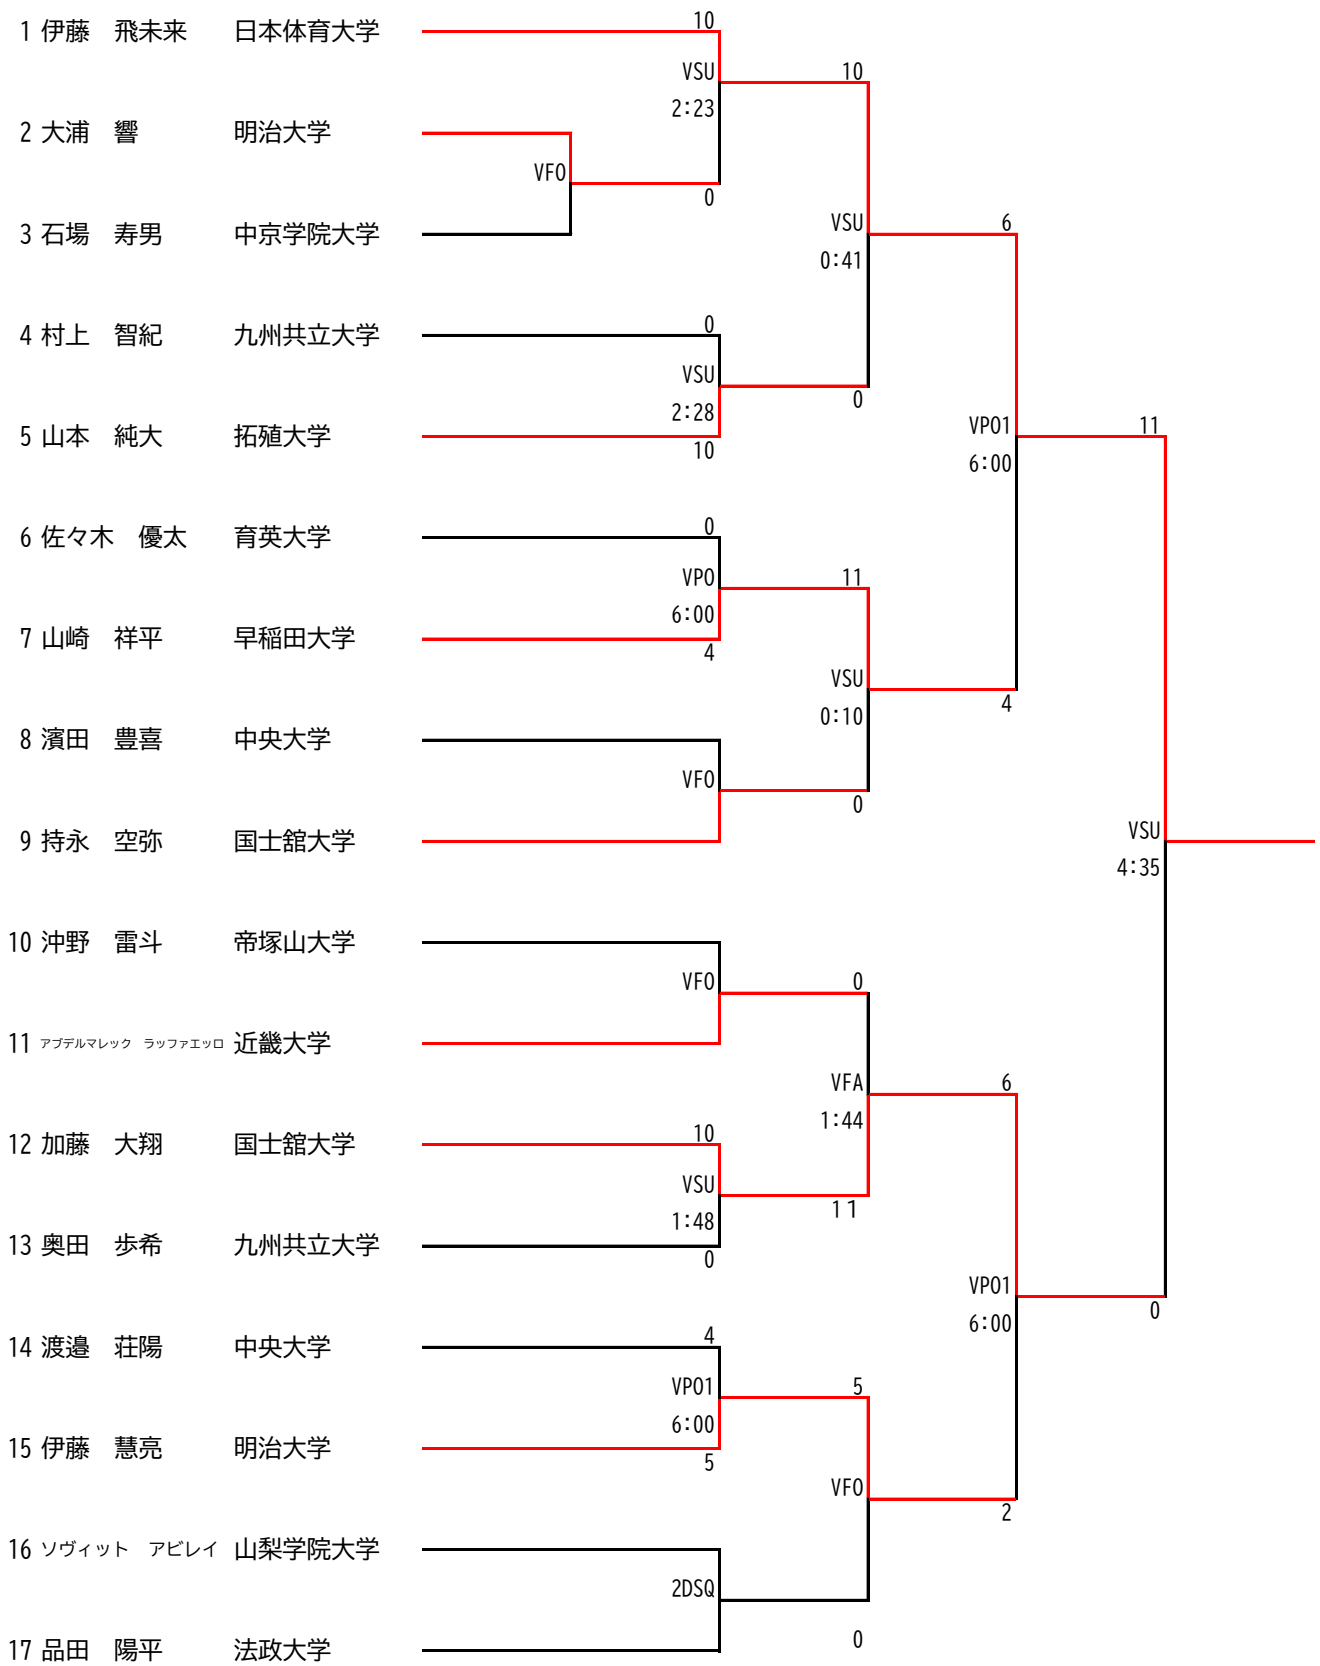 10
1 伊藤　飛未来 日本体育大学
VSU 10
2:23
2 大浦　響 明治大学
VFO
0
VSU 6
3 石場　寿男 中京学院大学
0:41
0
4 村上　智紀 九州共立大学
VSU
0
2:28
VPO1 11
5 山本　純大 拓殖大学
10
6:00
0
6 佐々木　優太 育英大学
VPO 11
6:00
7 山崎　祥平 早稲田大学
4
VSU
4
0:10
8 濱田　豊喜 中央大学
VFO
0
VSU
9 持永　空弥 国士舘大学
4:35
10 沖野　雷斗 帝塚山大学
VFO 0
11 アブデルマレック　ラッファエッロ 近畿大学
VFA 6
1:44
10
12 加藤　大翔 国士舘大学
VSU
11
1:48
13 奥田　歩希 九州共立大学
0
VPO1
0
6:00
4
14 渡邉　荘陽 中央大学
VPO1 5
6:00
15 伊藤　慧亮 明治大学
5
VFO
2
16 ソヴィット　アビレイ 山梨学院大学
2DSQ
0
17 品田　陽平 法政大学